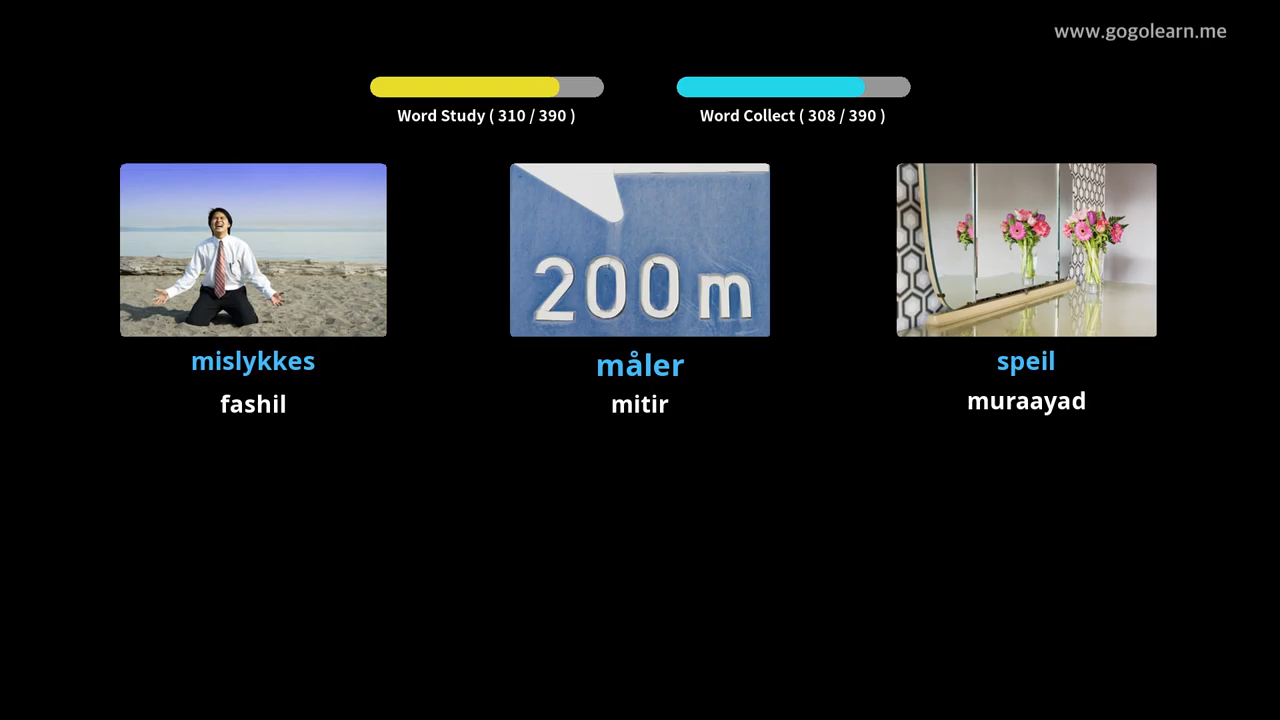 www.gogolearn.me
Word Study ( 310 / 390 )
Word Collect ( 308 / 390 )
200 m
mislykkes
måler
speil
fashil
mitir
muraayad